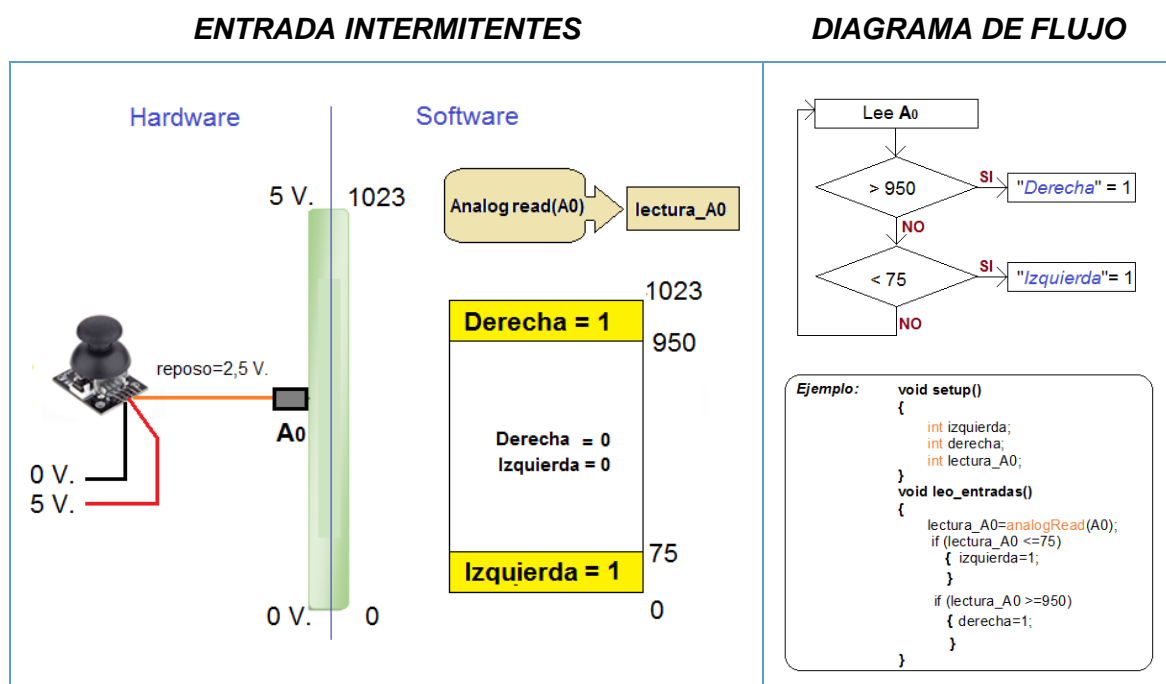 ENTRADA INTERMITENTES
DIAGRAMA DE FLUJO
Hardware
Software
5 V.
1023
Analog read(A0)
lectura_A0
reposo=2,5 V.
A0
0 V.
5 V.
0 V.
0
1023
Derecha = 1
950
Derecha = 0
Izquierda = 0
75
Izquierda = 1
0
Lee A0
> 950
SI
"Derecha" = 1
NO
< 75
SI
"Izquierda"= 1
NO
Ejemplo:
void setup()
{
int izquierda;
int derecha;
int lectura_A0;
}
void leo_entradas()
{
lectura_A0=analogRead(A0);
if (lectura_A0 <=75)
{ izquierda=1;
}
if (lectura_A0 >=950)
{ derecha=1;
}
}